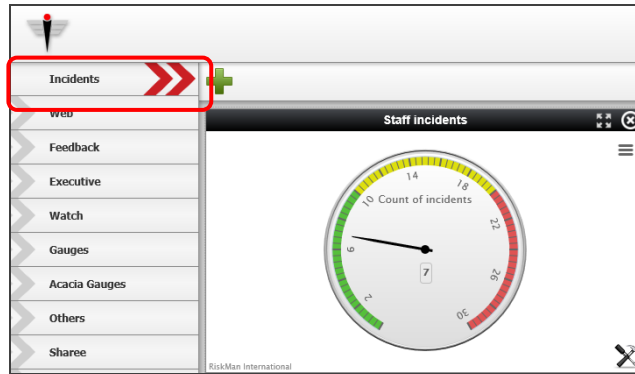 Incidents
Web
Feedback
Executive
Watch
Gauges
Acacia Gauges
Others
Sharee
Staff incidents
14
10
18
Count of incidents
22
6
7
26
2
30
RiskMan International